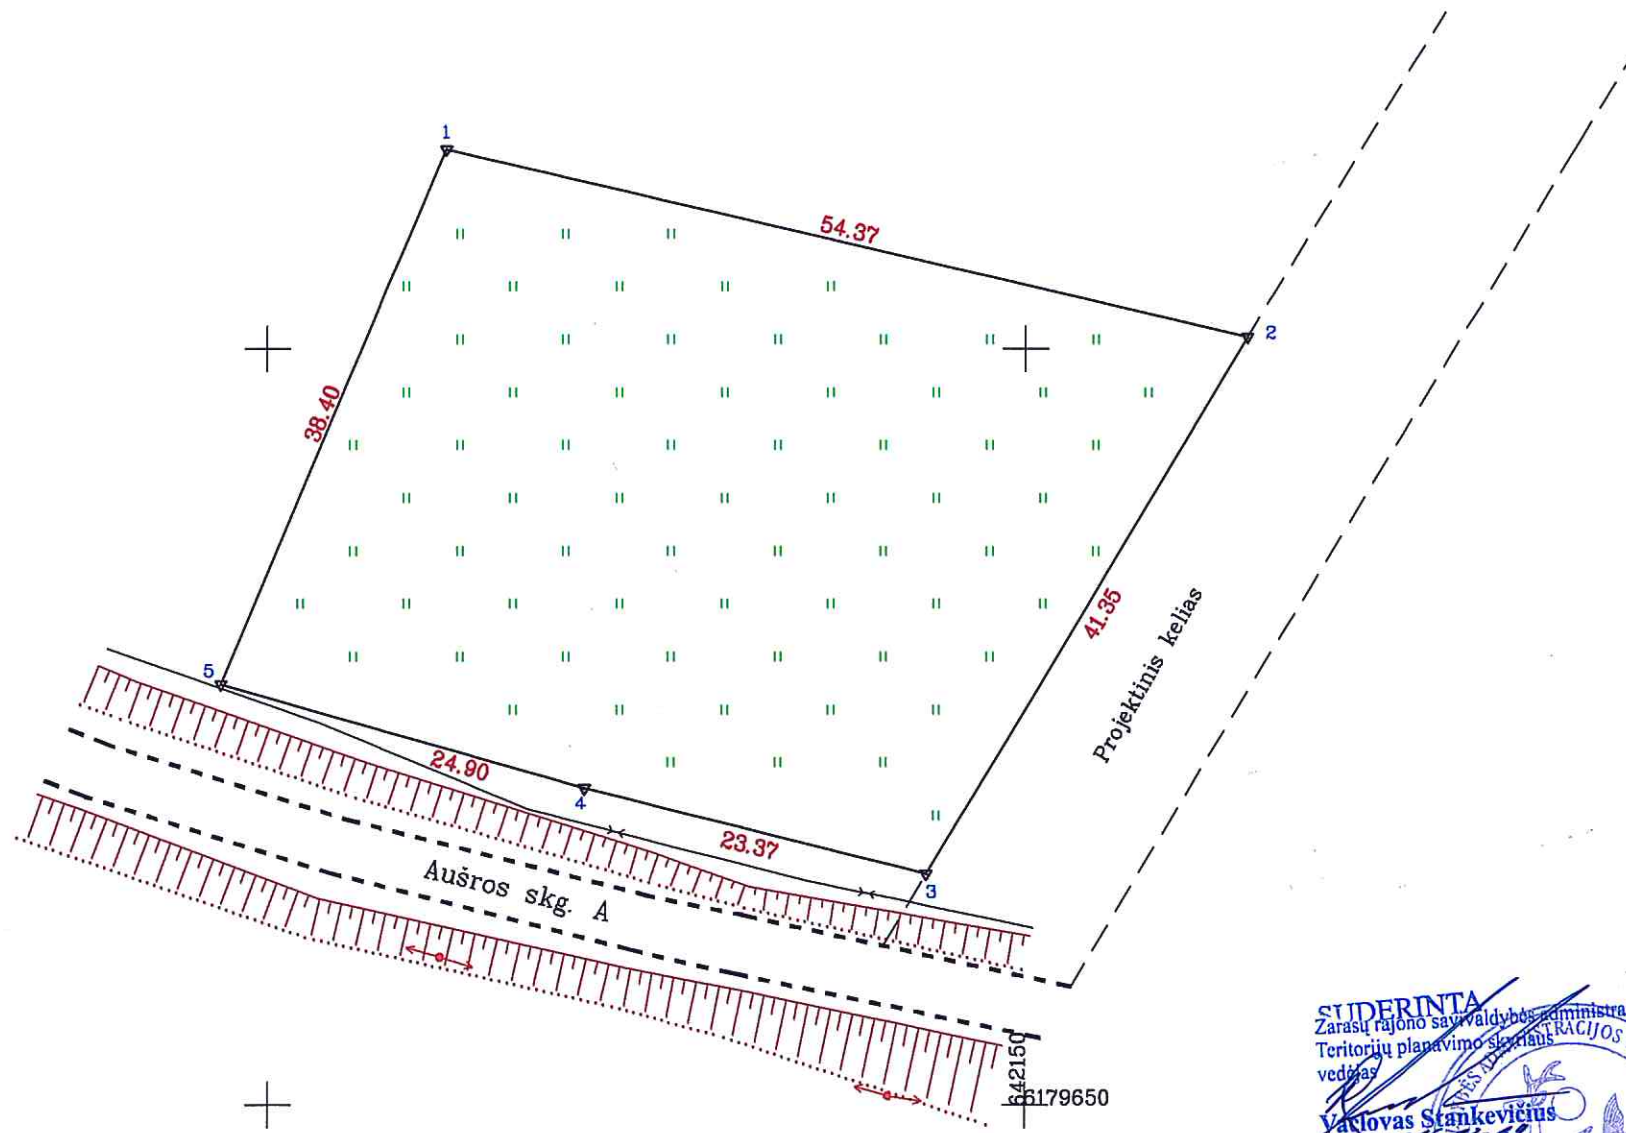 1
54.37
2
38.40
41.35
Projektinis kelias
5
24.90
4
23.37
3
Aušros skg. A
642150
6179650
SUDERINTA
Zarasų rajono savivaldybės administra
Teritorijų planavimo skyriaus
vedėjas
Vaclovas Stankevičius